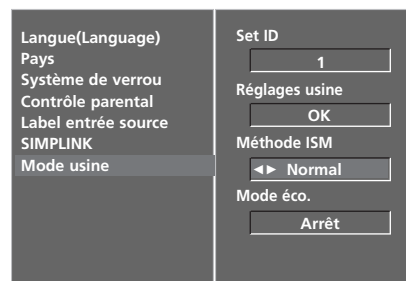 Langue(Language)
Pays
Système de verrou
Contrôle parental
Label entrée source
SIMPLINK
Mode usine
Set ID
1
Réglages usine
OK
Méthode ISM
◄► Normal
Mode éco.
Arrêt